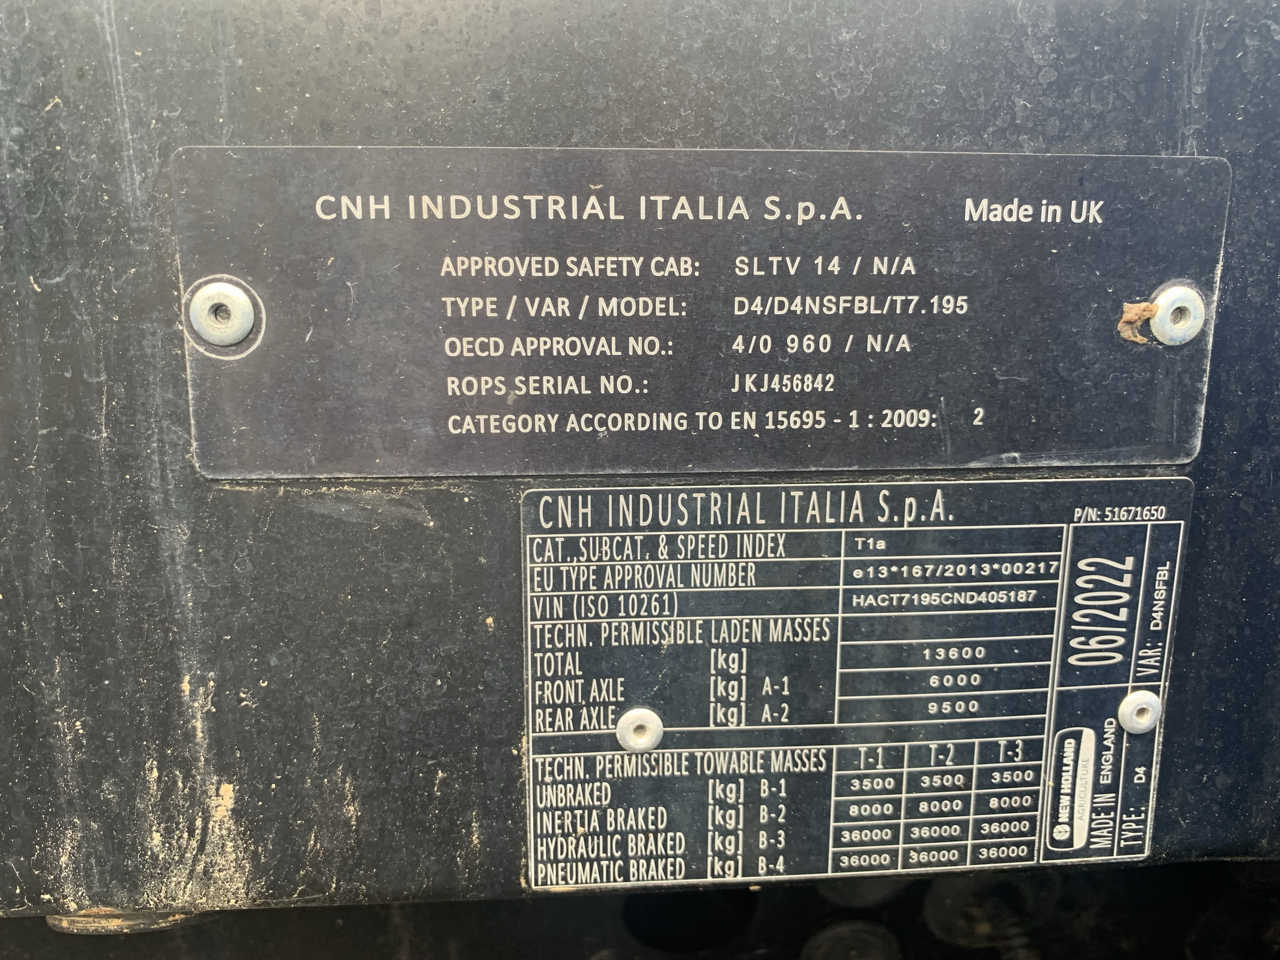 CNH INDUSTRIAL ITALIA S.p.A. Made in UK
APPROVED SAFETY CAB: SLTV 14 / N/A
TYPE / VAR / MODEL: D4/D4NSFBL/T7.195
OECD APPROVAL NO.: 4/0 960 / N/A
ROPS SERIAL NO.: JKJ456842
CATEGORY ACCORDING TO EN 15695 - 1 : 2009: 2
CNH INDUSTRIAL ITALIA S.p.A. P/N: 51671650
CAT., SUBCAT. & SPEED INDEX T1a
EU TYPE APPROVAL NUMBER e13*167/2013*00217
VIN (ISO 10261) HACT7195CND405187
TECHN. PERMISSIBLE LADEN MASSES
TOTAL [kg] 13600
FRONT AXLE [kg] A-1 6000
REAR AXLE [kg] A-2 9500
TECHN. PERMISSIBLE TOWABLE MASSES T-1 T-2 T-3
UNBRAKED [kg] B-1 3500 3500 3500
INERTIA BRAKED [kg] B-2 8000 8000 8000
HYDRAULIC BRAKED [kg] B-3 36000 36000 36000
PNEUMATIC BRAKED [kg] B-4 36000 36000 36000
06/2022
NEW HOLLAND
AGRICULTURE
MADE IN ENGLAND
TYPE: D4 VAR: D4NSFBL